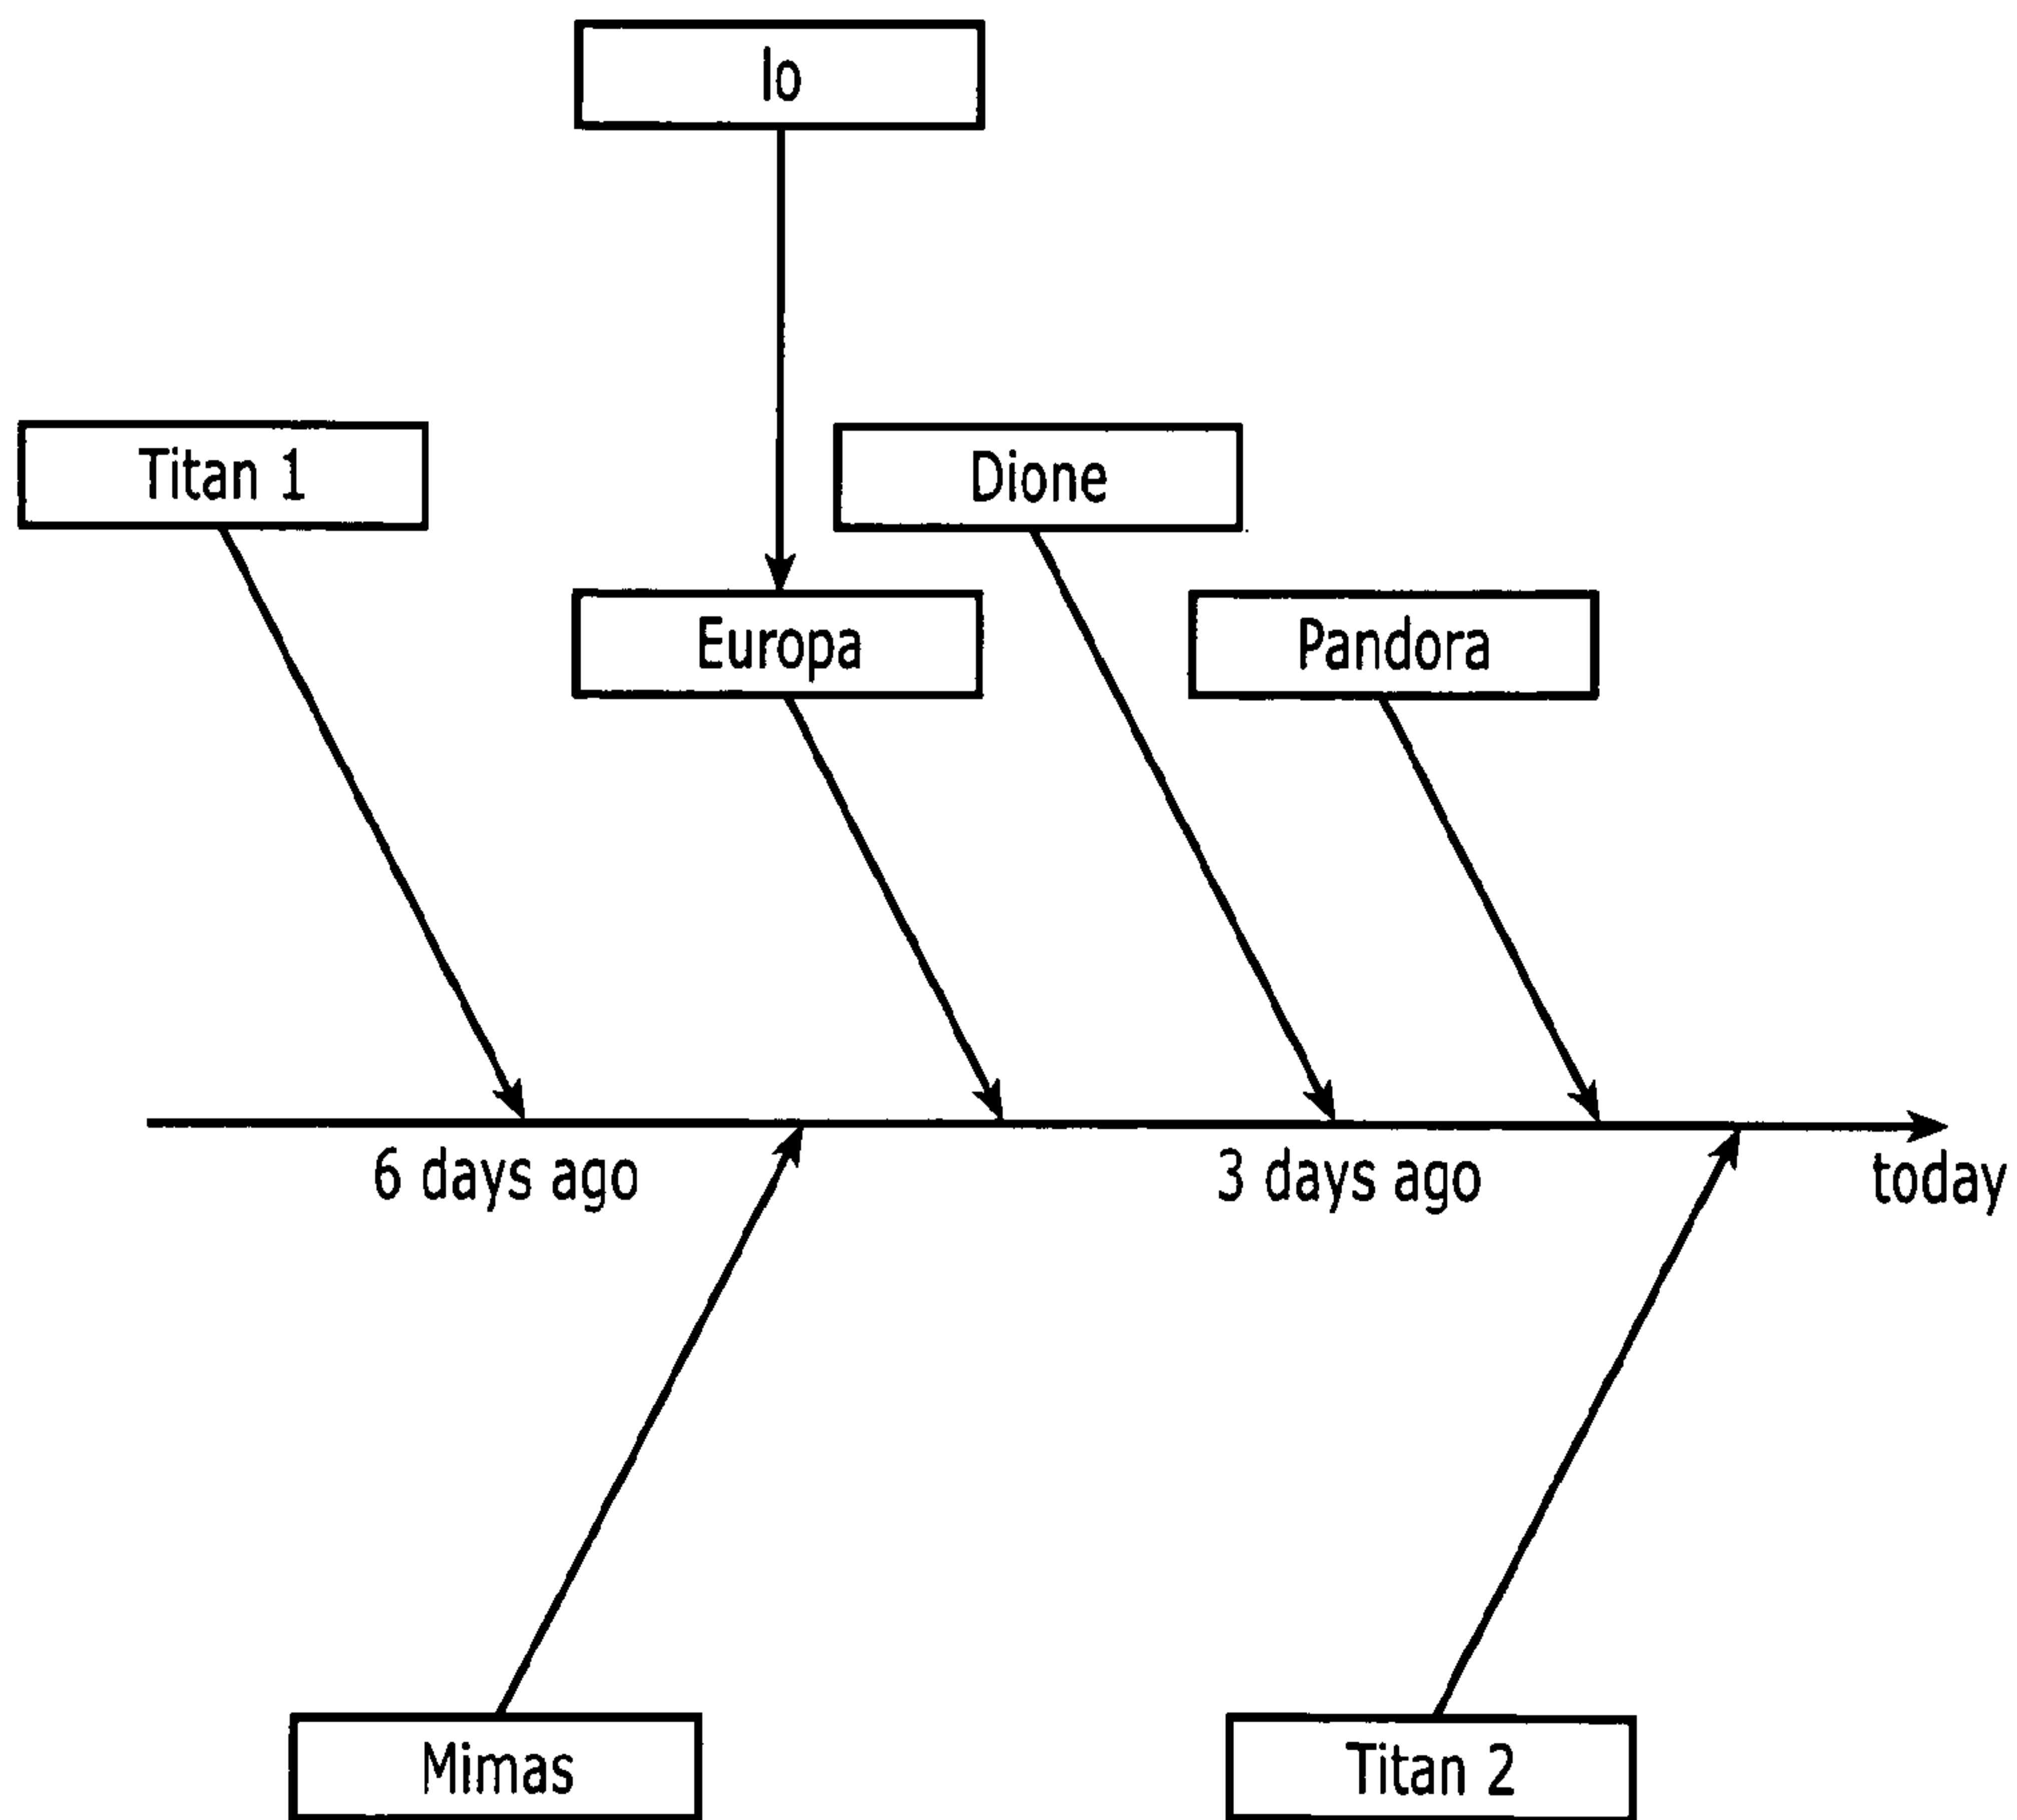 Io
Titan 1
Dione
Europa
Pandora
6 days ago
3 days ago
today
Mimas
Titan 2